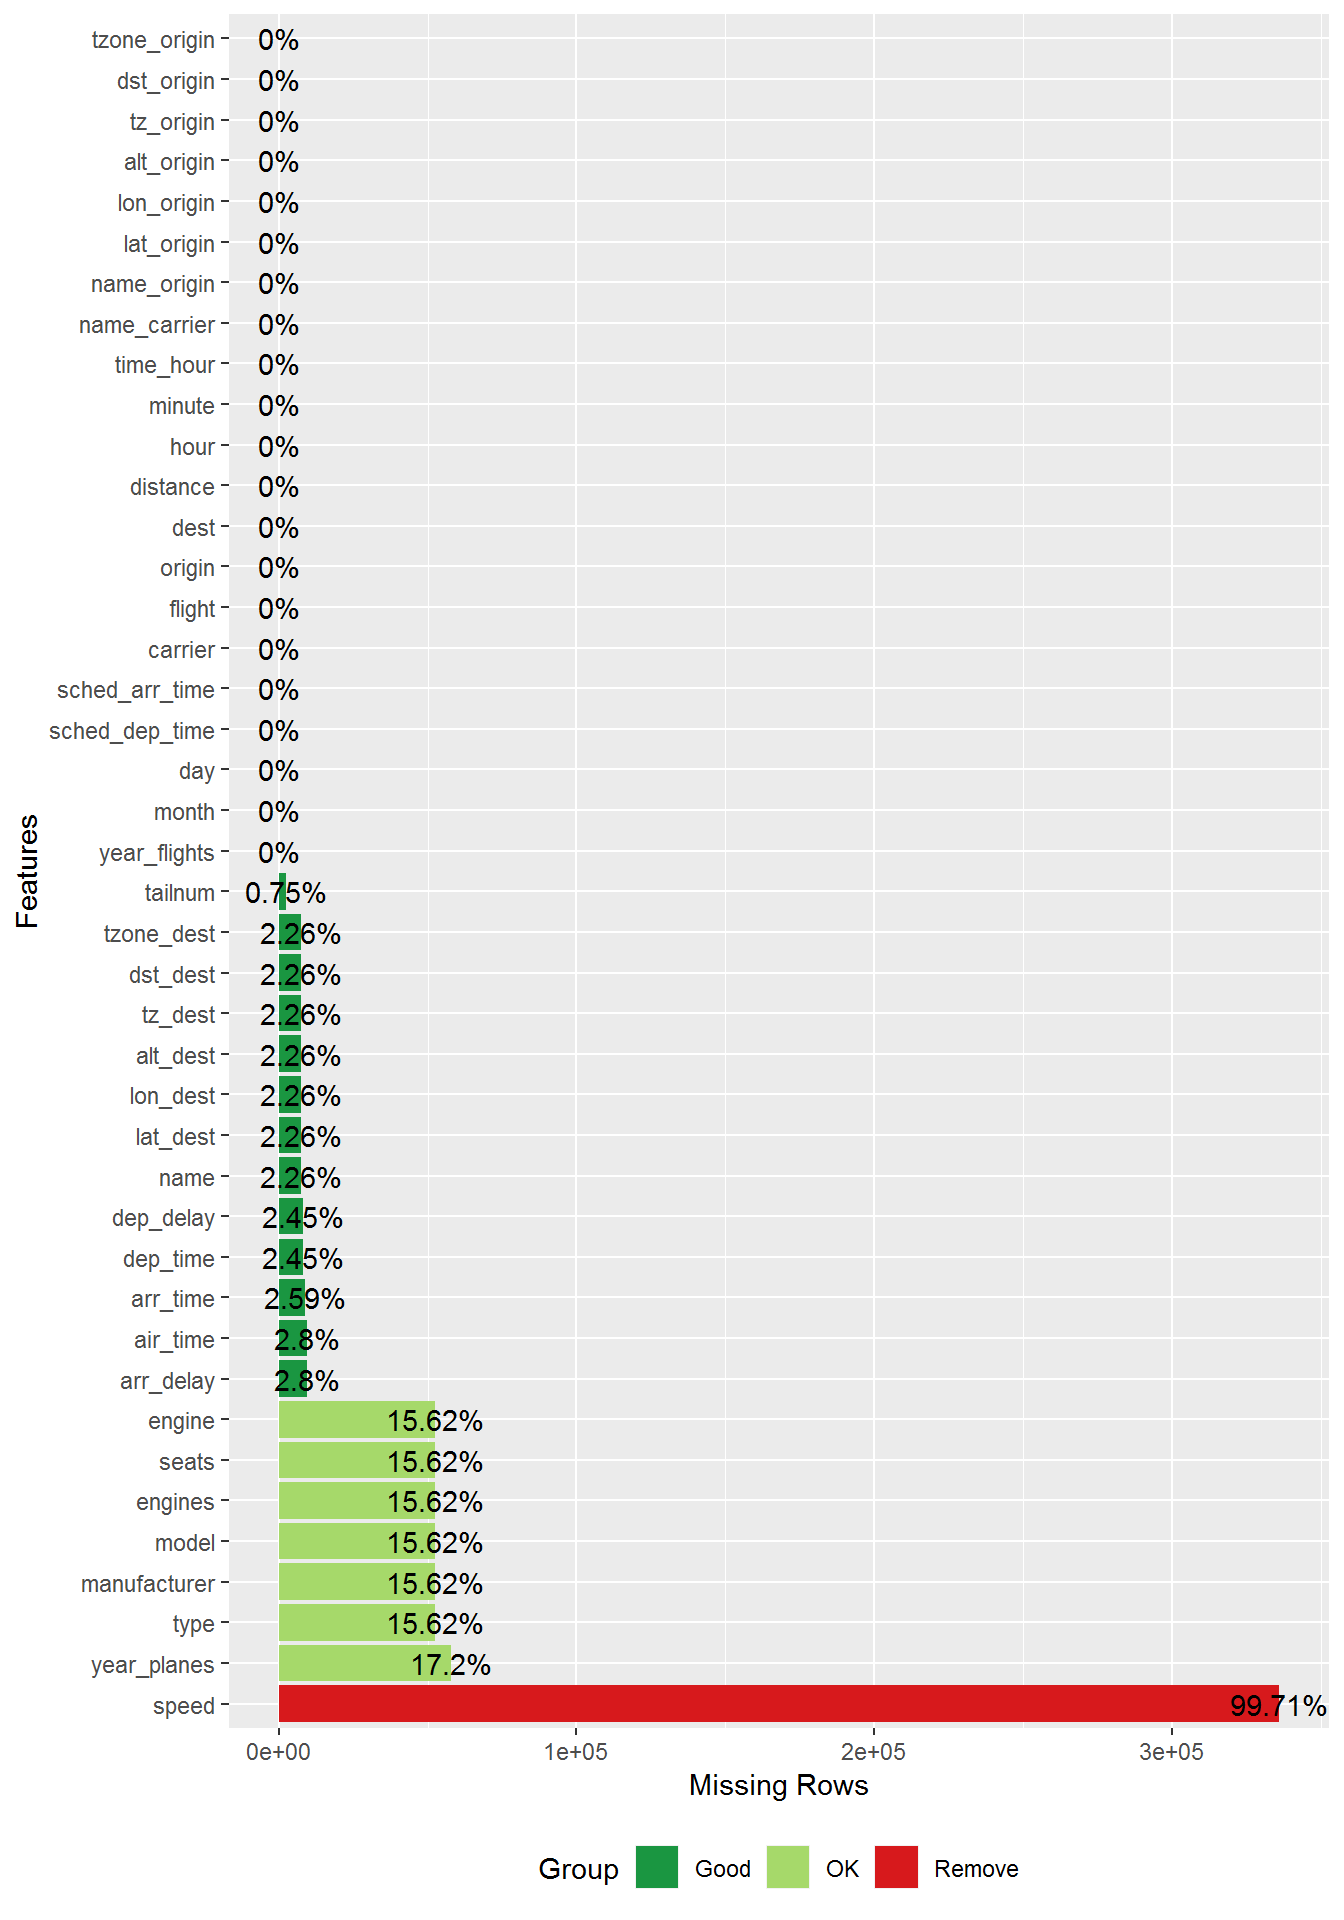 tzone_origin 0%
dst_origin 0%
tz_origin 0%
alt_origin 0%
lon_origin 0%
lat_origin 0%
name_origin 0%
name_carrier 0%
time_hour 0%
minute 0%
hour 0%
distance 0%
dest 0%
origin 0%
flight 0%
carrier 0%
sched_arr_time 0%
sched_dep_time 0%
day 0%
month 0%
year_flights 0%
tailnum 0.75%
tzone_dest 2.26%
dst_dest 2.26%
tz_dest 2.26%
alt_dest 2.26%
lon_dest 2.26%
lat_dest 2.26%
name 2.26%
dep_delay 2.45%
dep_time 2.45%
arr_time 2.59%
air_time 2.8%
arr_delay 2.8%
engine 15.62%
seats 15.62%
engines 15.62%
model 15.62%
manufacturer 15.62%
type 15.62%
year_planes 17.2%
speed 99.71%
Features
0e+00 1e+05 2e+05 3e+05
Missing Rows
Group Good OK Remove